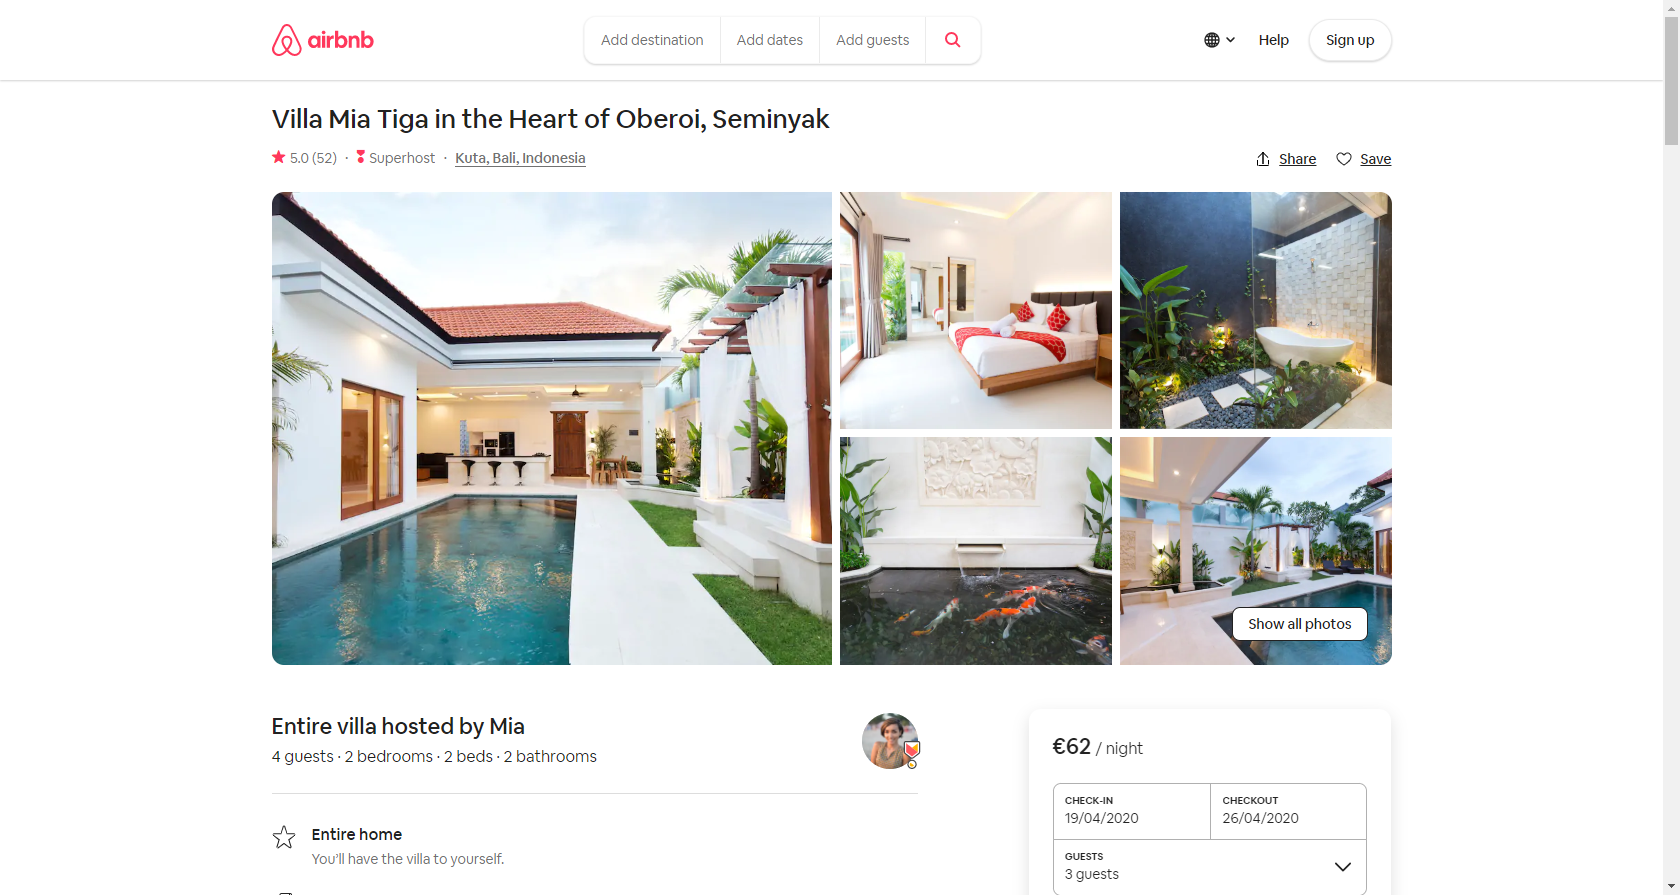 airbnb
Add destination
Add dates
Add guests
Help
Sign up
Villa Mia Tiga in the Heart of Oberoi, Seminyak
5.0 (52) · Superhost · Kuta, Bali, Indonesia
Share
Save
Show all photos
Entire villa hosted by Mia
4 guests · 2 bedrooms · 2 beds · 2 bathrooms
Entire home
You'll have the villa to yourself.
€62 / night
CHECK-IN
19/04/2020
CHECKOUT
26/04/2020
GUESTS
3 guests